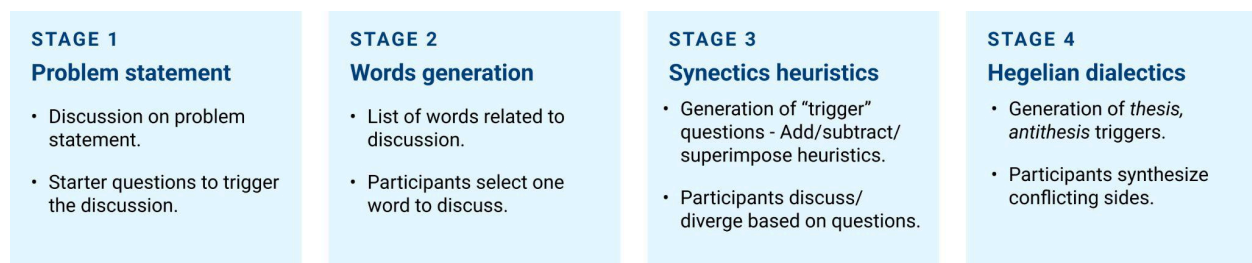 STAGE 1
Problem statement
• Discussion on problem
statement.
• Starter questions to trigger
the discussion.
STAGE 2
Words generation
• List of words related to
discussion.
• Participants select one
word to discuss.
STAGE 3
Synectics heuristics
• Generation of “trigger”
questions - Add/subtract/
superimpose heuristics.
• Participants discuss/
diverge based on questions.
STAGE 4
Hegelian dialectics
• Generation of thesis,
antithesis triggers.
• Participants synthesize
conflicting sides.